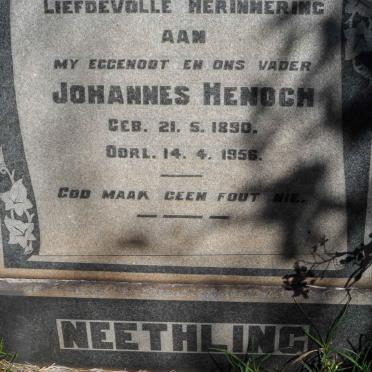 LIEFDEVOLLE HERINNERING
AAN
MY EGGENOOT EN ONS VADER
JOHANNES HENOCH
GEB. 21. 5. 1890.
OORL. 14. 4. 1956.
GOD MAAK GEEN FOUT NIE.
NEETHLING